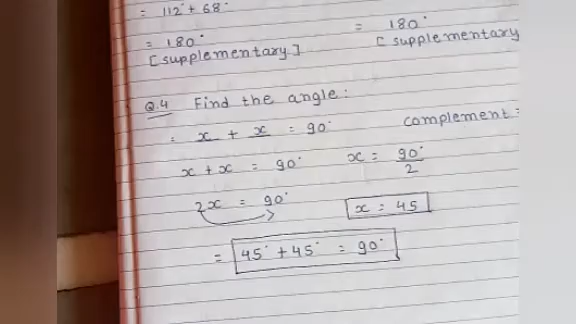 = 112° + 68°
= 180° = 180°
[supplementary] [supplementary
Q.4 Find the angle:
= x + x = 90° complement =
x + x = 90° x = 90°/2
2x = 90° x = 45
= 45° + 45° = 90°